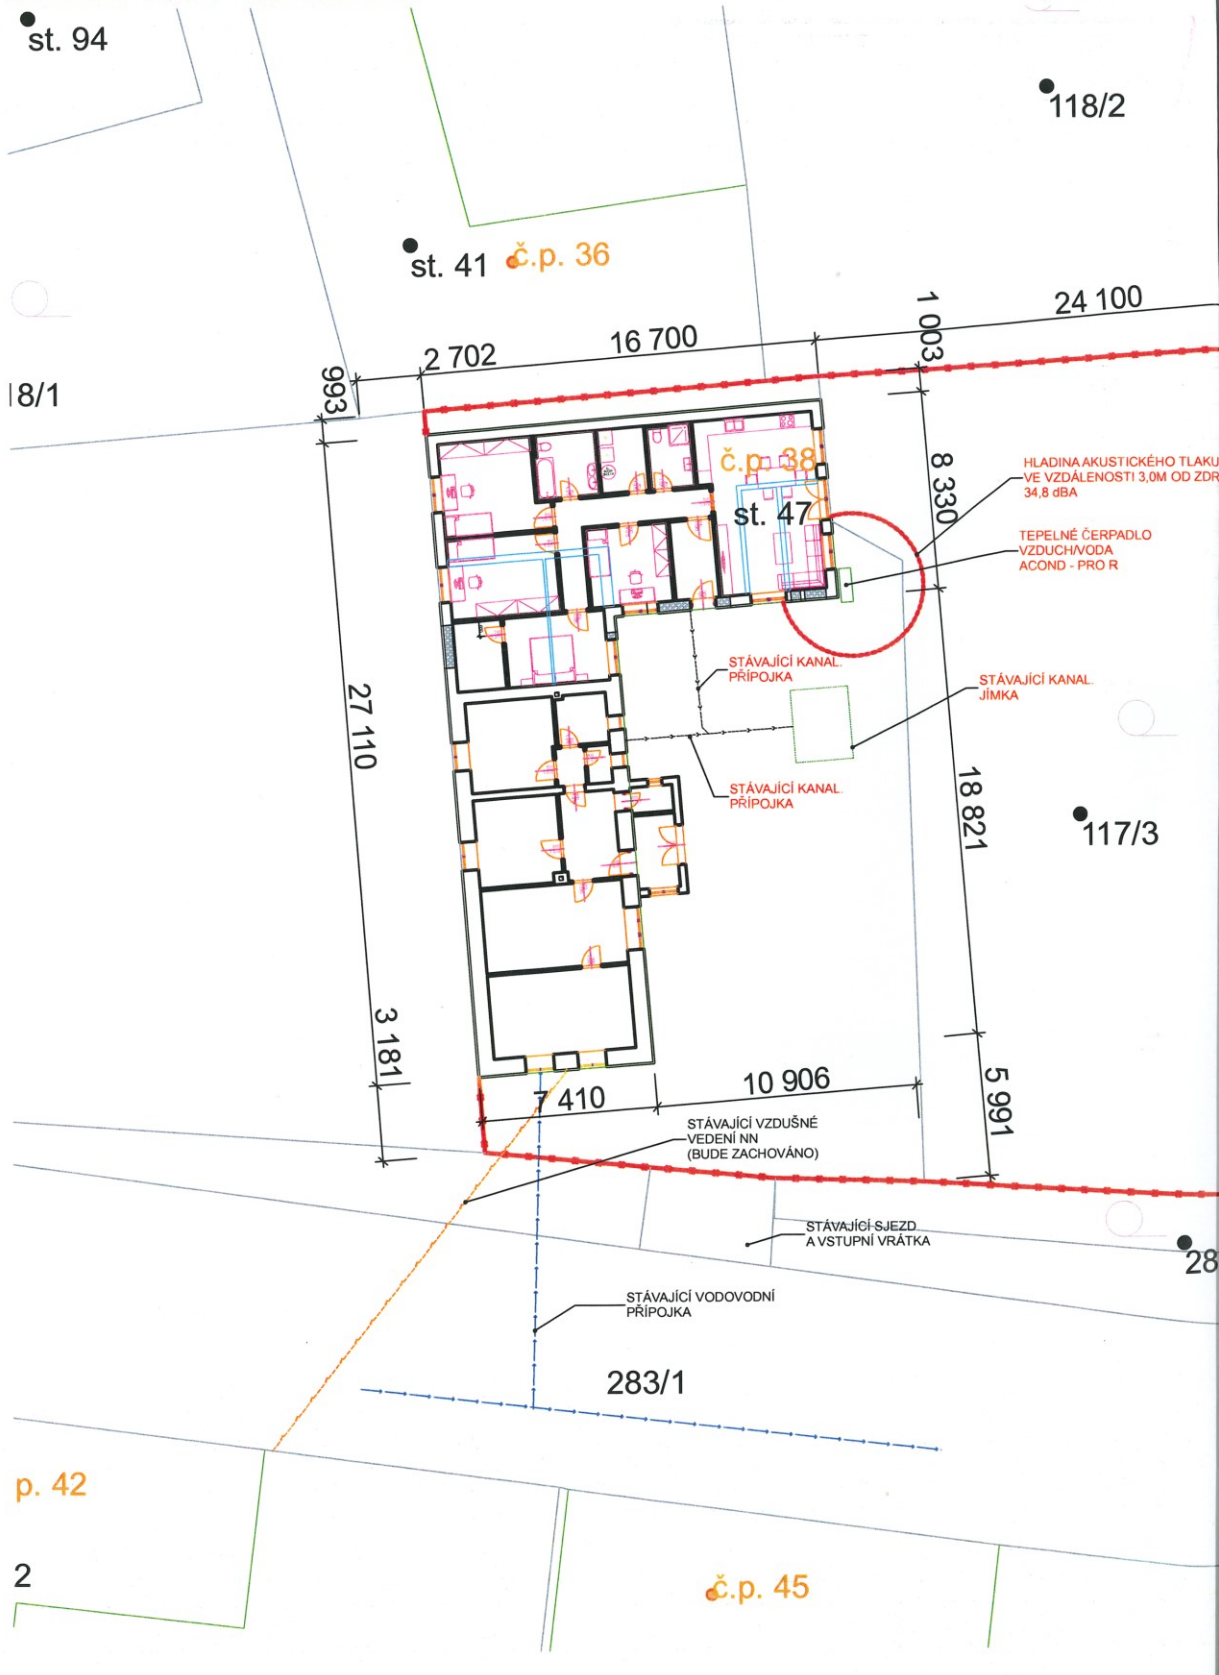 st. 94
118/2
st. 41
č.p. 36
24 100
1 003
16 700
2 702
993
8/1
č.p. 38
8 330
HLADINA AKUSTICKÉHO TLAKU
VE VZDÁLENOSTI 3,0M OD ZDR
34,8 dBA
st. 47
TEPELNÉ ČERPADLO
VZDUCH/VODA
ACOND - PRO R
STÁVAJÍCÍ KANAL.
PŘÍPOJKA
STÁVAJÍCÍ KANAL.
JÍMKA
27 110
STÁVAJÍCÍ KANAL.
PŘÍPOJKA
18 821
117/3
3 181
7 410
10 906
5 991
STÁVAJÍCÍ VZDUŠNÉ
VEDENÍ NN
(BUDE ZACHOVÁNO)
STÁVAJÍCÍ SJEZD
A VSTUPNÍ VRÁTKA
28
STÁVAJÍCÍ VODOVODNÍ
PŘÍPOJKA
283/1
p. 42
2
č.p. 45